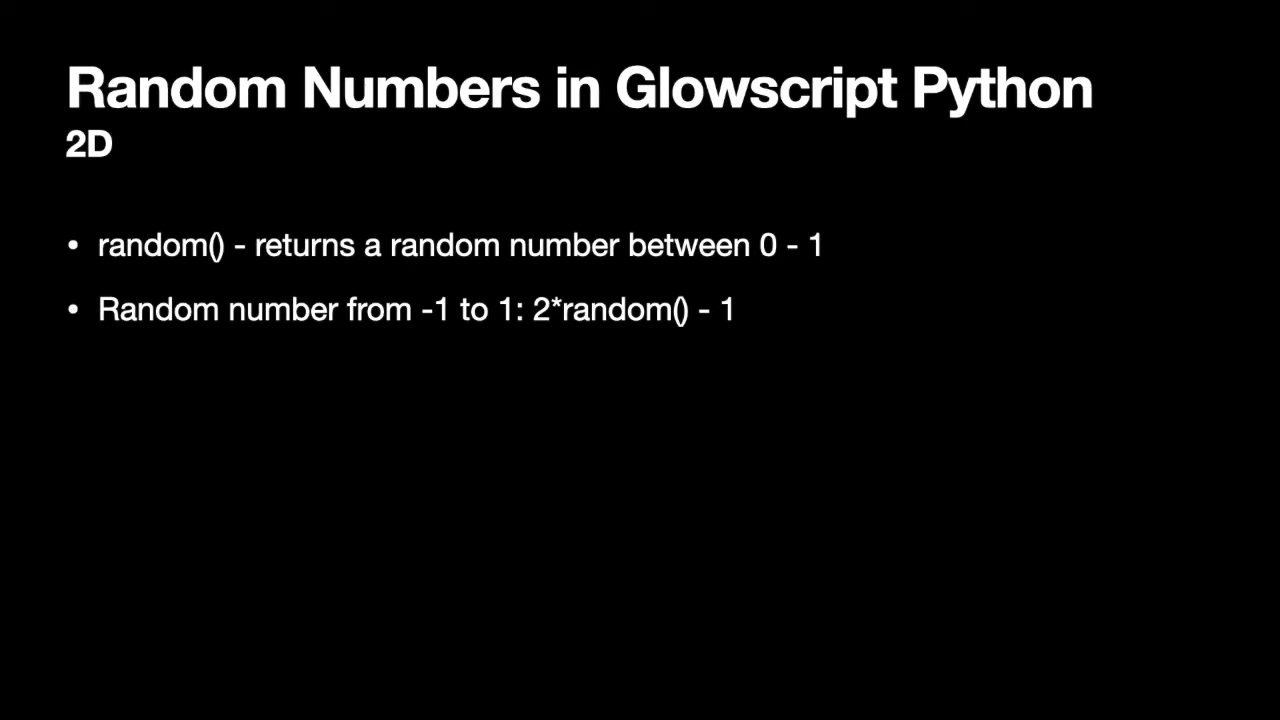 Random Numbers in Glowscript Python
2D
• random() - returns a random number between 0 - 1
• Random number from -1 to 1: 2*random() - 1